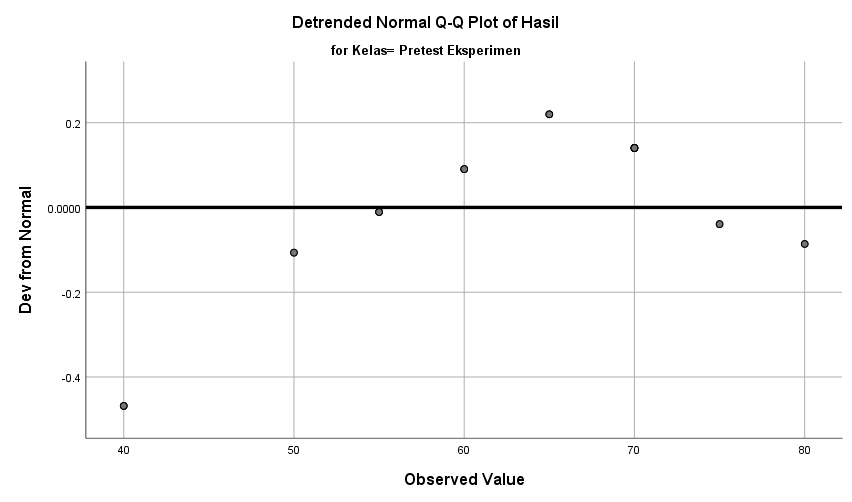 Detrended Normal Q-Q Plot of Hasil
for Kelas= Pretest Eksperimen
Dev from Normal
0.2
0.0000
-0.2
-0.4
40 50 60 70 80
Observed Value